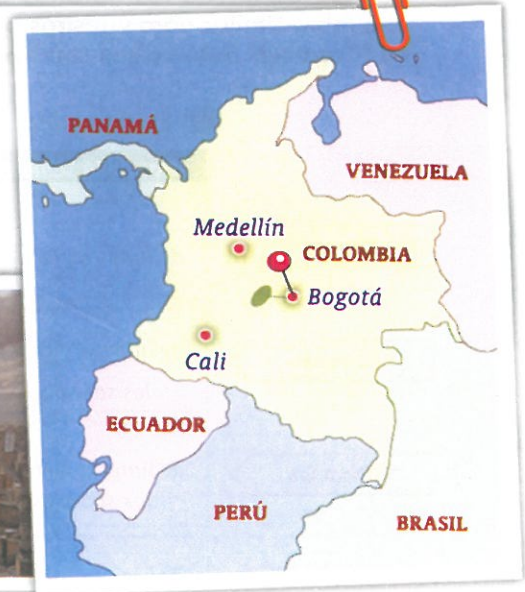 PANAMÁ
VENEZUELA
Medellín
COLOMBIA
Bogotá
Cali
ECUADOR
PERÚ
BRASIL